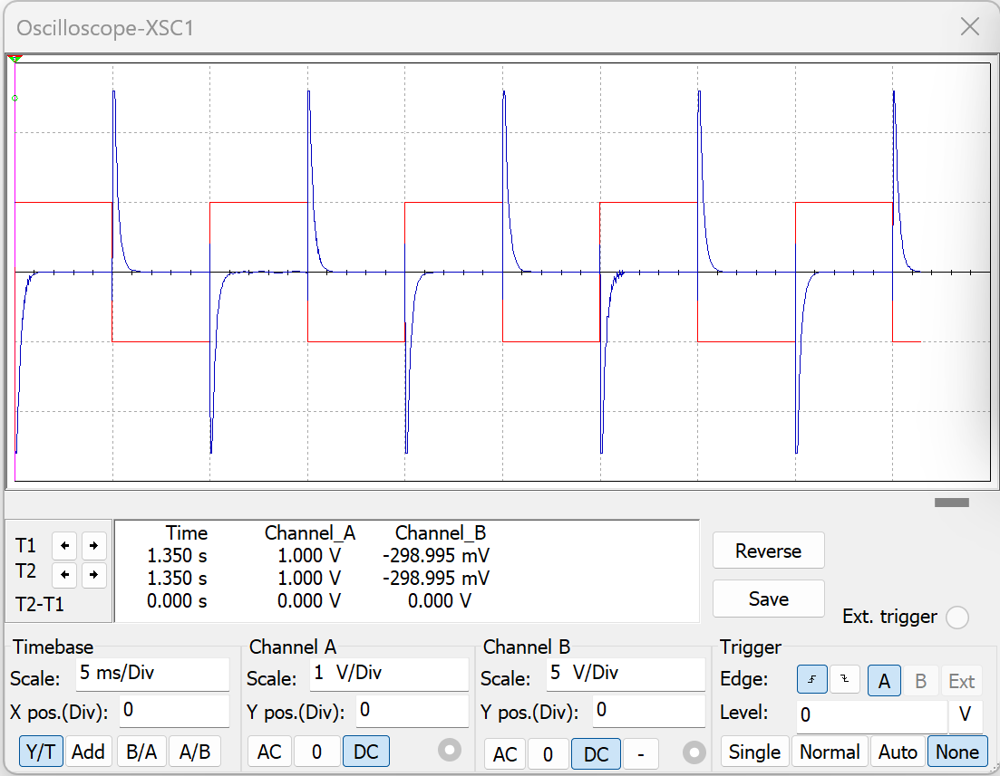 Oscilloscope-XSC1
Time Channel_A Channel_B
T1 1.350 s 1.000 V -298.995 mV
T2 1.350 s 1.000 V -298.995 mV
T2-T1 0.000 s 0.000 V 0.000 V
Reverse
Save
Ext. trigger
Timebase
Scale: 5 ms/Div
X pos.(Div): 0
Y/T Add B/A A/B
Channel A
Scale: 1 V/Div
Y pos.(Div): 0
AC 0 DC
Channel B
Scale: 5 V/Div
Y pos.(Div): 0
AC 0 DC -
Trigger
Edge: A B Ext
Level: 0 V
Single Normal Auto None